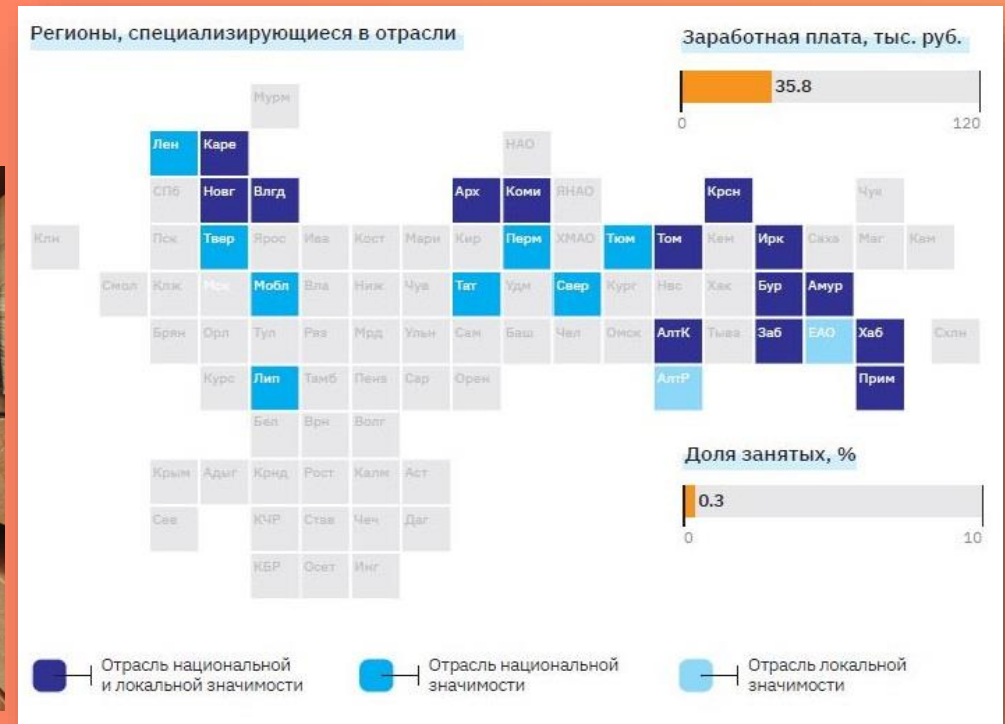 Регионы, специализирующиеся в отрасли
Заработная плата, тыс. руб.
35.8
0 120
Мурм
Лен Каре НАО
СПб Новг Влгд Арх Коми ЯНАО Крсн Чук
Клн Пск Твер Ярос Ива Кост Мари Кир Перм ХМАО Тюм Том Кем Ирк Саха Маг Кам
Смол Клж Мск Мобл Вла Ниж Чув Тат Удм Свер Кург Нвс Хак Бур Амур
Брян Орл Тул Ряз Мрд Ульн Сам Баш Чел Омск АлтК Тыва Заб ЕАО Хаб Схлн
Курс Лип Тамб Пенз Сар Орен АлтР Прим
Бел Врн Волг
Доля занятых, %
Крым Адыг Крнд Рост Калм Аст
0.3
Сев КЧР Став Чеч Даг
0 10
КБР Осет Инг
Отрасль национальной
и локальной значимости
Отрасль национальной
значимости
Отрасль локальной
значимости